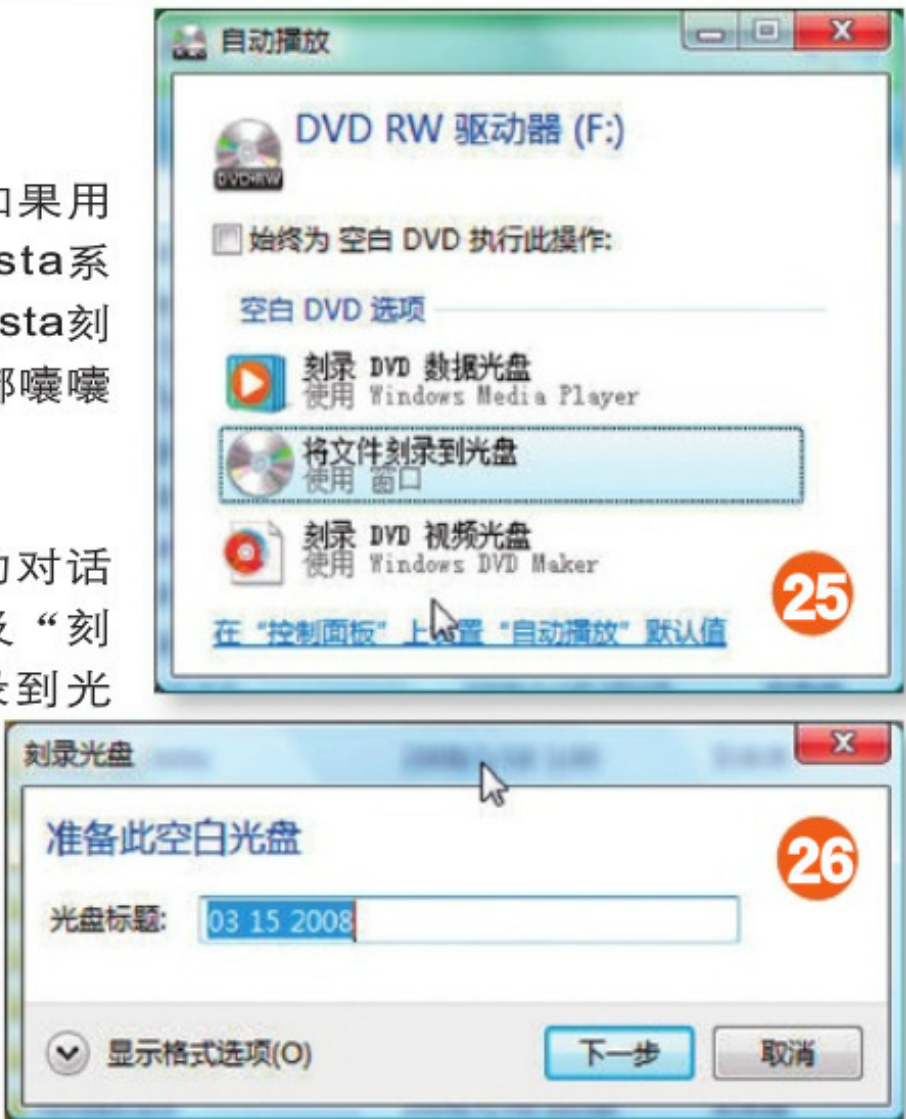 如果用
sta系
sta刻
鄉囔囔
力对话
及“刻
录到光
自动播放
DVD RW 驱动器 (F:)
DVD+RW
始终为 空白 DVD 执行此操作:
空白 DVD 选项
刻录 DVD 数据光盘
使用 Windows Media Player
将文件刻录到光盘
使用 窗口
刻录 DVD 视频光盘
使用 Windows DVD Maker
在“控制面板”上设置“自动播放”默认值
25
刻录光盘
准备此空白光盘
26
光盘标题: 03 15 2008
显示格式选项(O) 下一步 取消